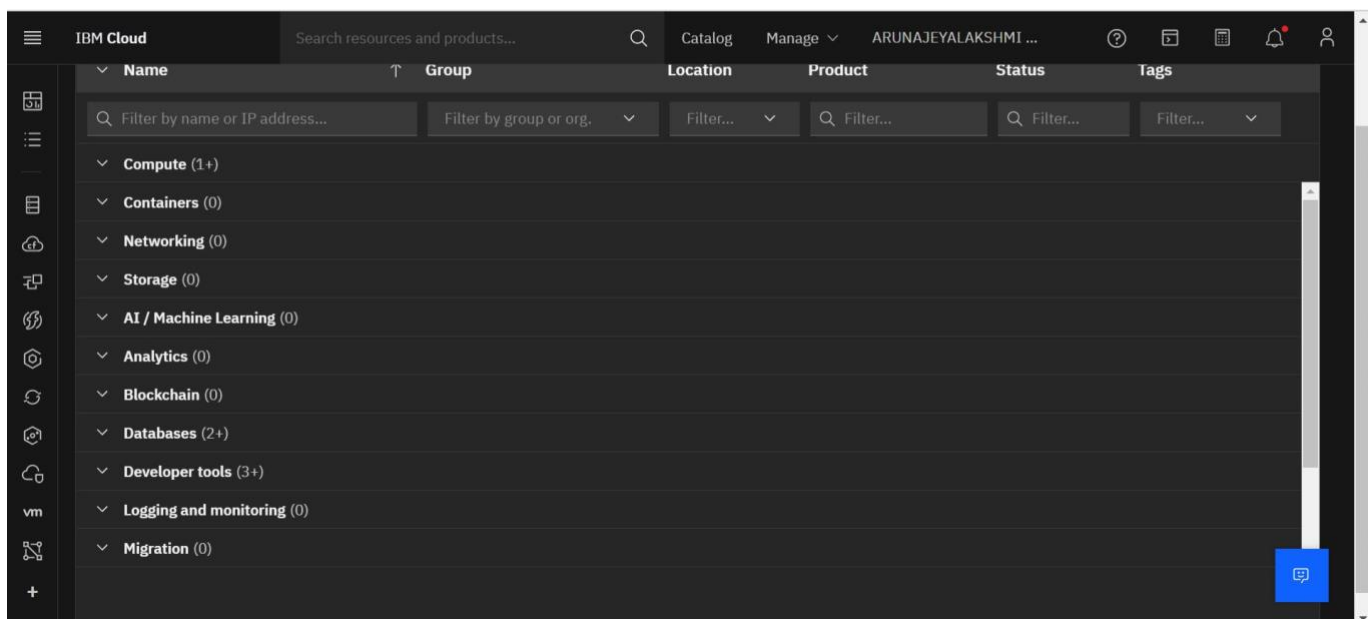 IBM Cloud Search resources and products... Catalog Manage ARUNAJEYALAKSHMI ...
Name Group Location Product Status Tags
Filter by name or IP address... Filter by group or org. Filter... Filter... Filter... Filter...
Compute (1+)
Containers (0)
Networking (0)
Storage (0)
AI / Machine Learning (0)
Analytics (0)
Blockchain (0)
Databases (2+)
Developer tools (3+)
Logging and monitoring (0)
vm
Migration (0)